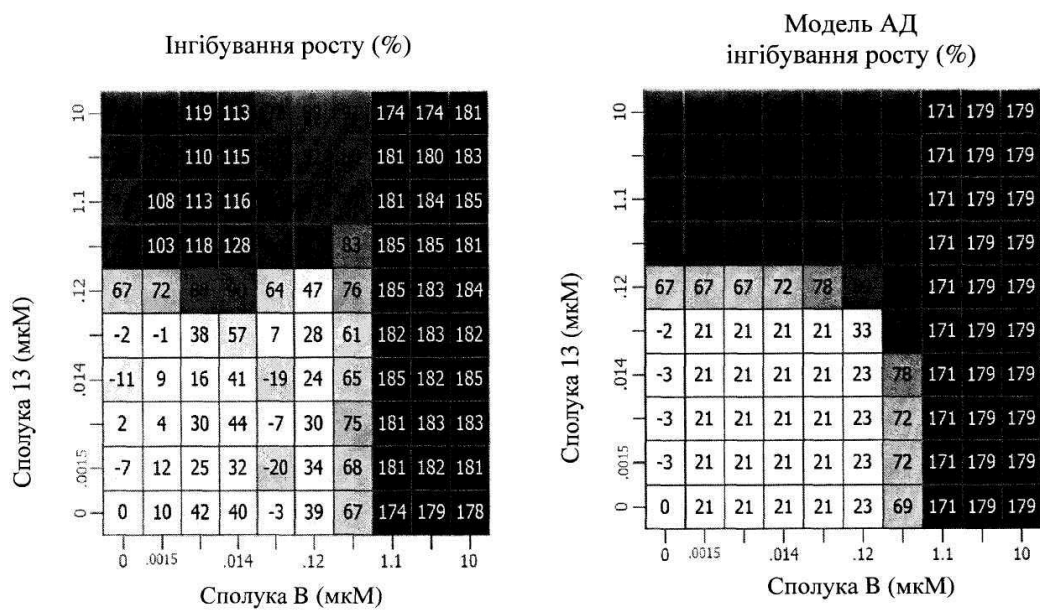 Інгібування росту (%)
Сполука 13 (мкМ)
10 119 113 174 174 181
110 115 181 180 183
1.1 108 113 116 181 184 185
103 118 128 83 185 185 181
.12 67 72 64 47 76 185 183 184
-2 -1 38 57 7 28 61 182 183 182
.014 -11 9 16 41 -19 24 65 185 182 185
2 4 30 44 -7 30 75 181 183 183
.0015 -7 12 25 32 -20 34 68 181 182 181
0 0 10 42 40 -3 39 67 174 179 178
0 .0015 .014 .12 1.1 10
Сполука В (мкМ)
Модель АД
інгібування росту (%)
Сполука 13 (мкМ)
10 171 179 179
171 179 179
1.1 171 179 179
171 179 179
.12 67 67 67 72 78 171 179 179
-2 21 21 21 21 33 171 179 179
.014 -3 21 21 21 21 23 78 171 179 179
-3 21 21 21 21 23 72 171 179 179
.0015 -3 21 21 21 21 23 72 171 179 179
0 0 21 21 21 21 23 69 171 179 179
0 .0015 .014 .12 1.1 10
Сполука В (мкМ)